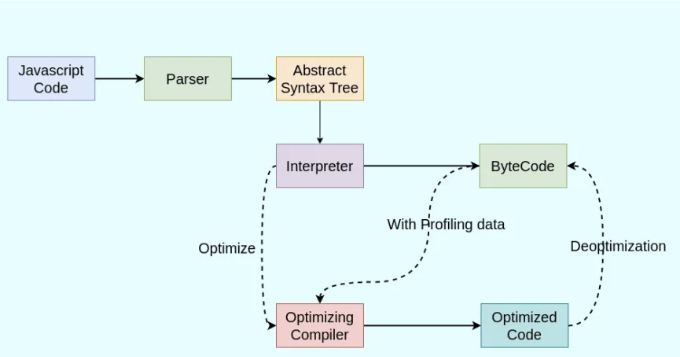 Javascript
Code
Parser
Abstract
Syntax Tree
Interpreter
ByteCode
With Profiling data
Optimize
Deoptimization
Optimizing
Compiler
Optimized
Code